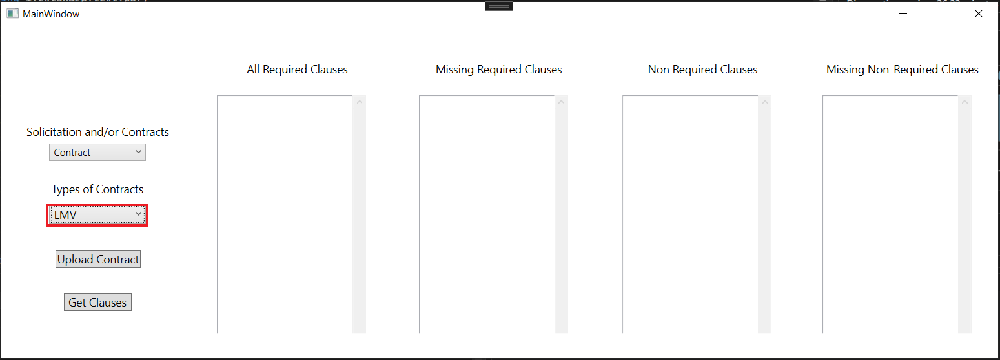 MainWindow
All Required Clauses
Missing Required Clauses
Non Required Clauses
Missing Non-Required Clauses
Solicitation and/or Contracts
Contract
Types of Contracts
LMV
Upload Contract
Get Clauses